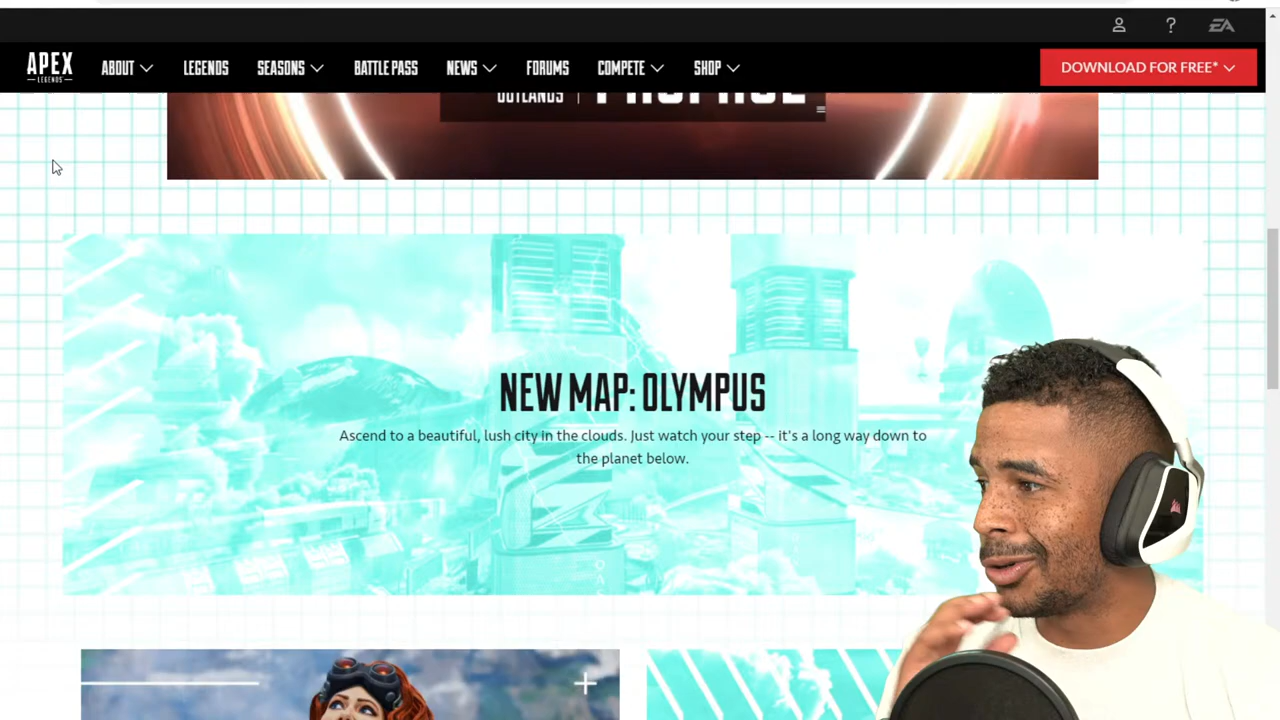 APEX
LEGENDS
ABOUT
LEGENDS
SEASONS
BATTLE PASS
NEWS
FORUMS
COMPETE
SHOP
DOWNLOAD FOR FREE*
EA
OUTLANDS
NEW MAP: OLYMPUS
Ascend to a beautiful, lush city in the clouds. Just watch your step -- it's a long way down to
the planet below.